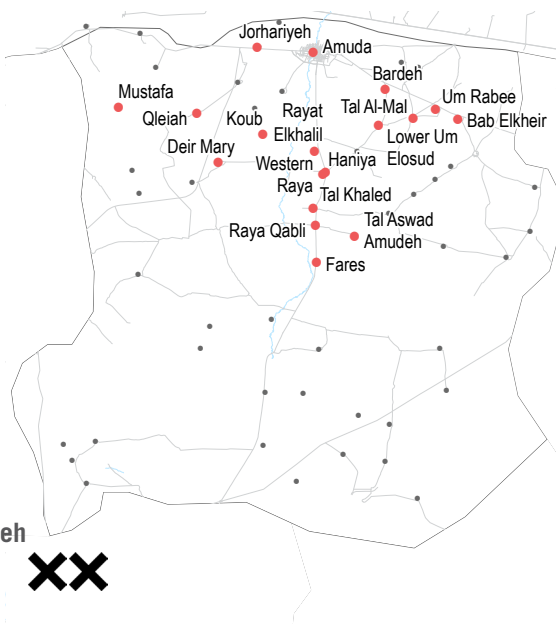 Jorhariyeh
Amuda
Bardeh
Mustafa
Um Rabee
Qleiah
Koub
Rayat
Tal Al-Mal
Bab Elkheir
Elkhalil
Lower Um
Elosud
Deir Mary
Western
Raya
Haniya
Tal Khaled
Raya Qabli
Tal Aswad
Amudeh
Fares
eh